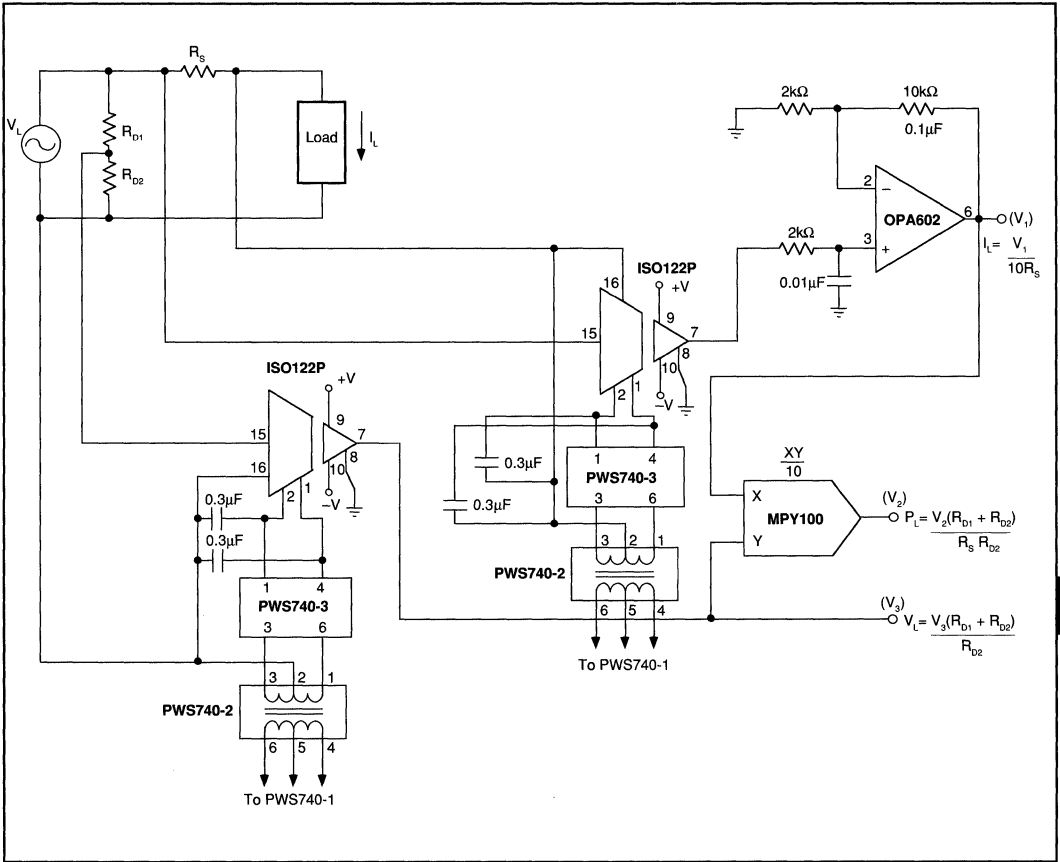 R_S
V_L
R_D1
R_D2
Load
I_L
2kΩ
10kΩ
0.1µF
2
–
OPA602
6
(V_1)
3
+
2kΩ
0.01µF
I_L= V_1
10R_S
ISO122P
+V
16
9
15
7
8
10
–V
2
1
ISO122P
+V
9
15
7
8
16
10
–V
2
1
0.3µF
0.3µF
1
4
PWS740-3
3
6
3
2
1
PWS740-2
6
5
4
To PWS740-1
0.3µF
0.3µF
1
4
PWS740-3
3
6
3
2
1
PWS740-2
6
5
4
To PWS740-1
XY
10
X
Y
MPY100
(V_2)
P_L= V_2(R_D1 + R_D2)
R_S R_D2
(V_3)
V_L= V_3(R_D1 + R_D2)
R_D2